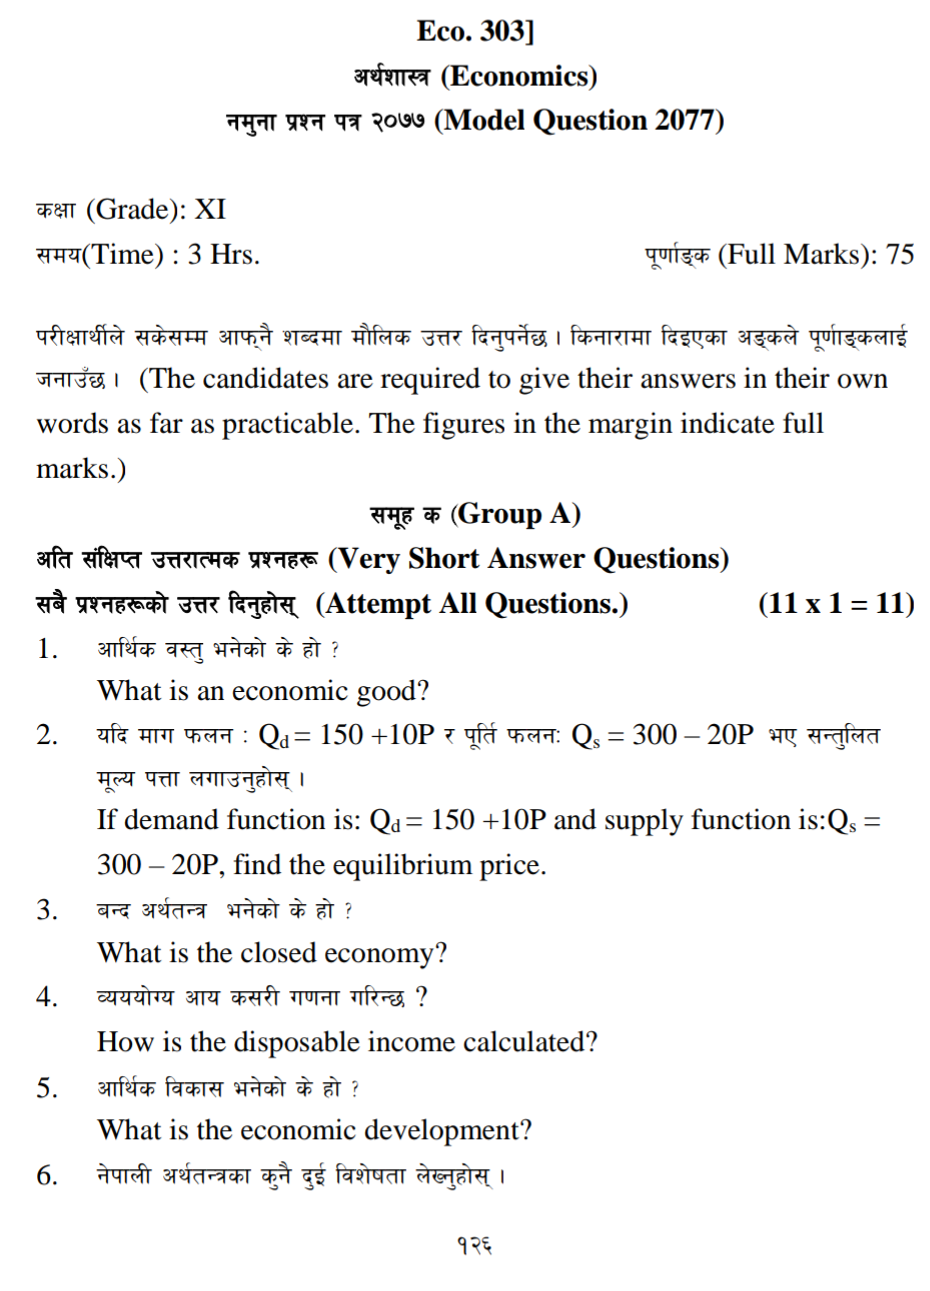 Eco. 303]
अर्थशास्त्र (Economics)
नमुना प्रश्न पत्र २०७७ (Model Question 2077)
कक्षा (Grade): XI
समय(Time) : 3 Hrs. पूर्णाङ्क (Full Marks): 75
परीक्षार्थीले सकेसम्म आफ्नै शब्दमा मौलिक उत्तर दिनुपर्नेछ । किनारामा दिइएका अङ्कले पूर्णाङ्कलाई
जनाउँछ । (The candidates are required to give their answers in their own
words as far as practicable. The figures in the margin indicate full
marks.)
समूह क (Group A)
अति संक्षिप्त उत्तरात्मक प्रश्नहरू (Very Short Answer Questions)
सबै प्रश्नहरूको उत्तर दिनुहोस् (Attempt All Questions.) (11 x 1 = 11)
1. आर्थिक वस्तु भनेको के हो ?
What is an economic good?
2. यदि माग फलन : Qd = 150 +10P र पूर्ति फलन: Qs = 300 – 20P भए सन्तुलित
मूल्य पत्ता लगाउनुहोस् ।
If demand function is: Qd = 150 +10P and supply function is:Qs =
300 – 20P, find the equilibrium price.
3. बन्द अर्थतन्त्र भनेको के हो ?
What is the closed economy?
4. व्यययोग्य आय कसरी गणना गरिन्छ ?
How is the disposable income calculated?
5. आर्थिक विकास भनेको के हो ?
What is the economic development?
6. नेपाली अर्थतन्त्रका कुनै दुई विशेषता लेख्नुहोस् ।
१२६